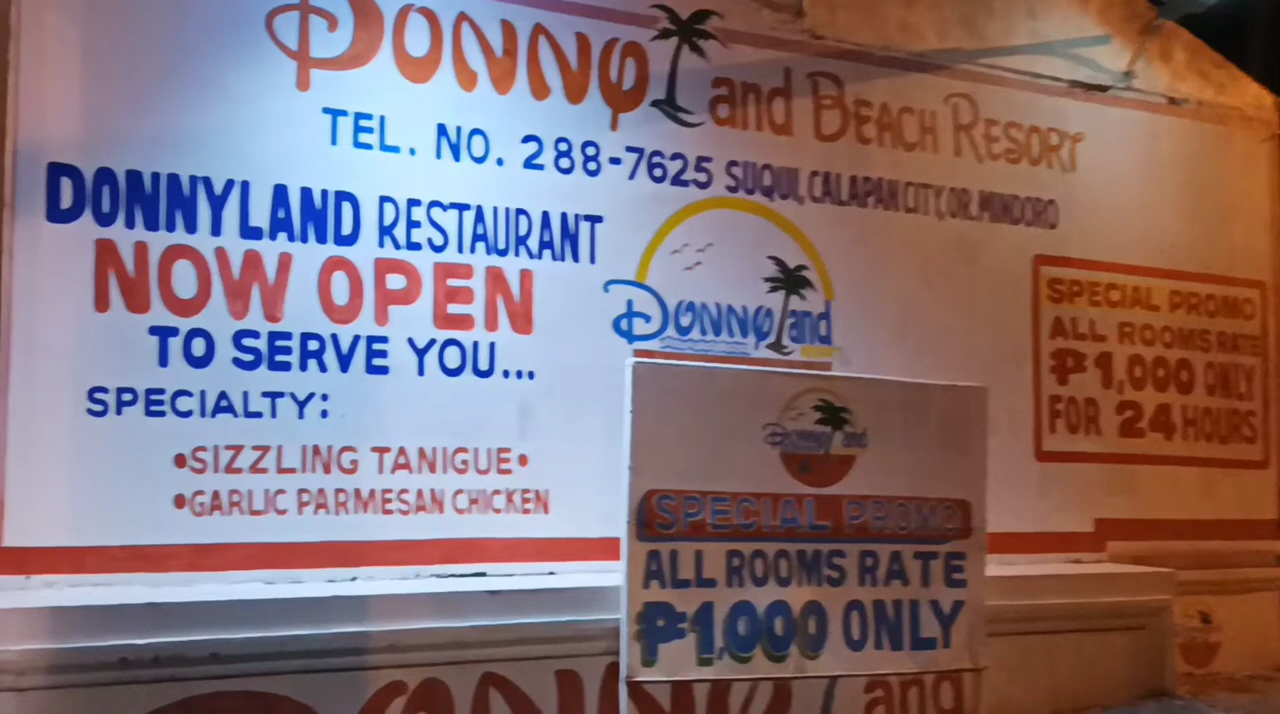 DONNYLand BEACH RESORT
TEL. NO. 288-7625 SUQUI, CALAPAN CITY, OR. MINDORO
DONNYLAND RESTAURANT
NOW OPEN
TO SERVE YOU...
SPECIALTY:
•SIZZLING TANIGUE•
•GARLIC PARMESAN CHICKEN
DONNYLand
SPECIAL PROMO
ALL ROOMS RATE
₱1,000 ONLY
FOR 24 HOURS
DonnyLand
SPECIAL PROMO
ALL ROOMS RATE
₱1,000 ONLY
DONNYLand